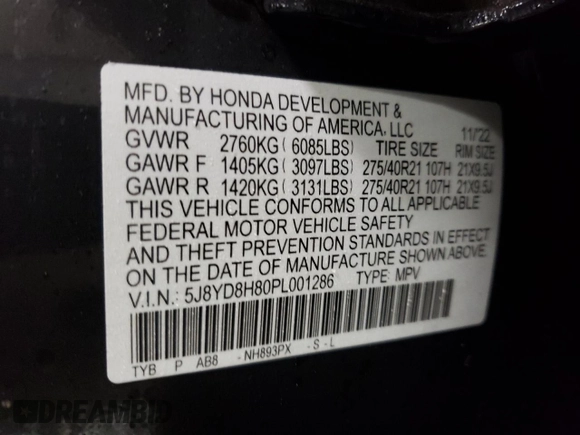 MFD. BY HONDA DEVELOPMENT &
MANUFACTURING OF AMERICA, LLC 11/22
GVWR 2760KG ( 6085LBS) TIRE SIZE RIM SIZE
GAWR F 1405KG ( 3097LBS) 275/40R21 107H 21X9.5J
GAWR R 1420KG ( 3131LBS) 275/40R21 107H 21X9.5J
THIS VEHICLE CONFORMS TO ALL APPLICABLE
FEDERAL MOTOR VEHICLE SAFETY
AND THEFT PREVENTION STANDARDS IN EFFECT
ON THE DATE OF MANUFACTURE SHOWN ABOVE.
V.I.N.: 5J8YD8H80PL001286 TYPE: MPV
TYB P AB8 - NH893PX - S - L
DREAMBID